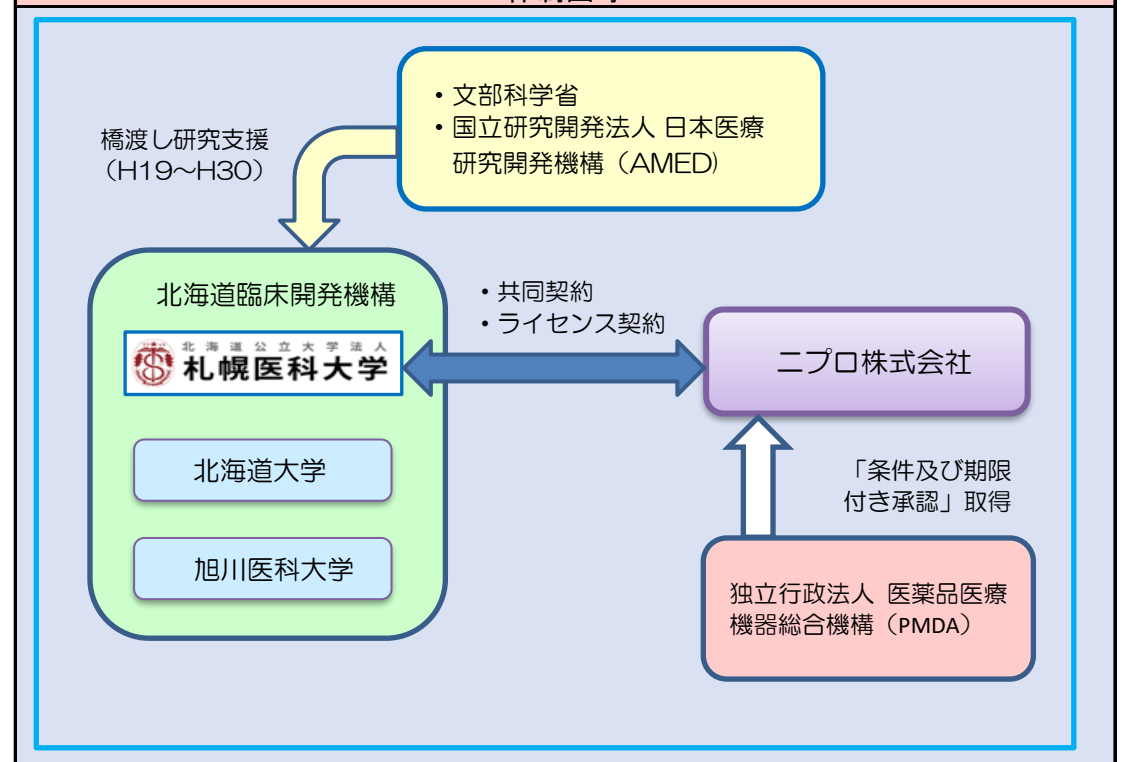 ・文部科学省
・国立研究開発法人 日本医療
研究開発機構（AMED）
橋渡し研究支援
（H19～H30）
北海道臨床開発機構
北海道公立大学法人
札幌医科大学
・共同契約
・ライセンス契約
ニプロ株式会社
北海道大学
旭川医科大学
「条件及び期限
付き承認」取得
独立行政法人 医薬品医療
機器総合機構（PMDA）